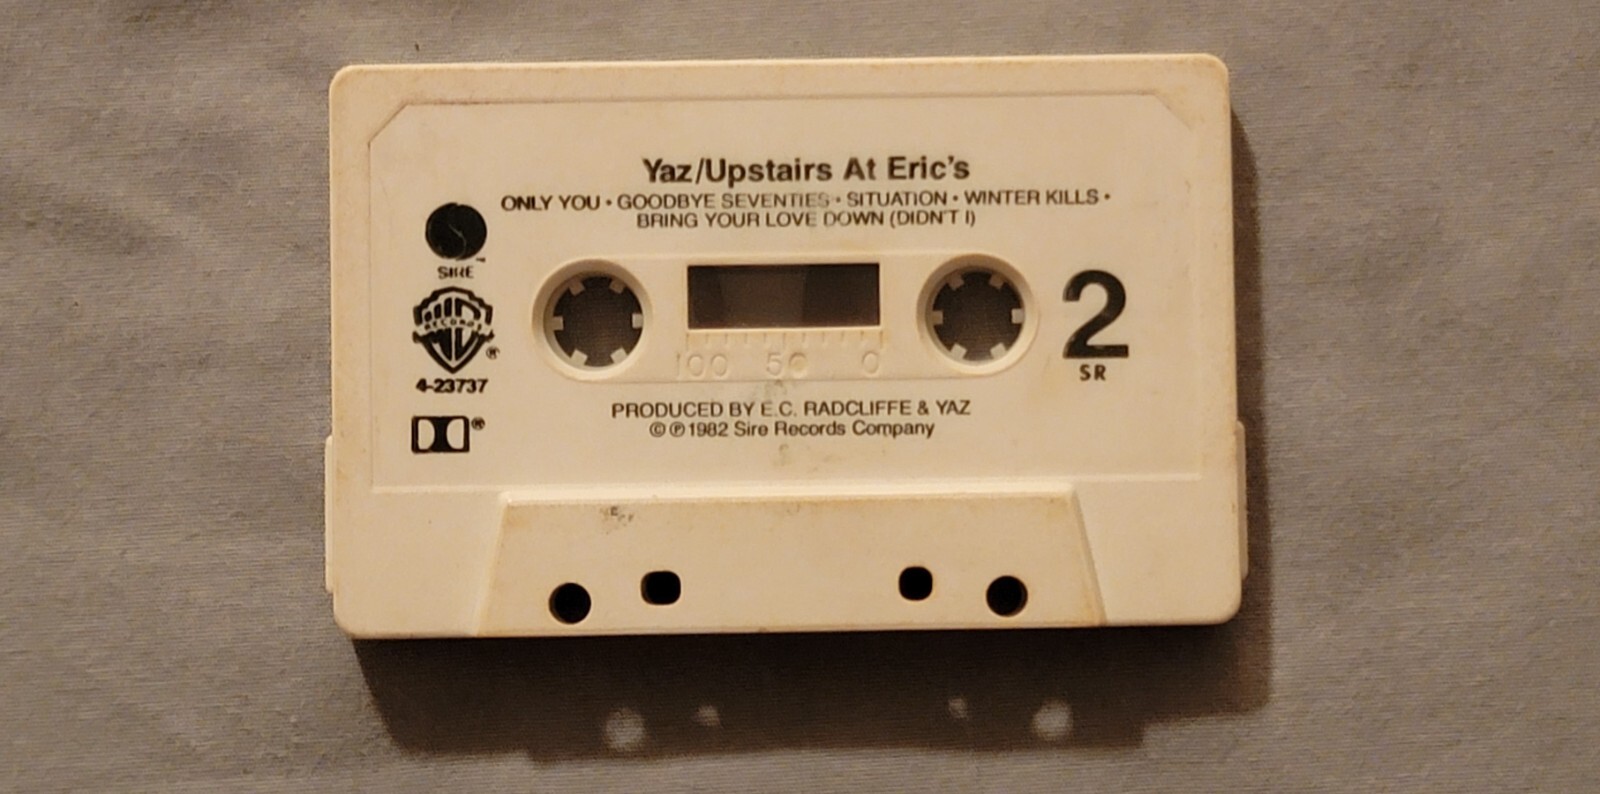 Yaz/Upstairs At Eric's
ONLY YOU • GOODBYE SEVENTIES • SITUATION • WINTER KILLS •
BRING YOUR LOVE DOWN (DIDN'T I)
S
SIRE
RECORDS
®
4-23737
®
100 50 0
2
SR
PRODUCED BY E.C. RADCLIFFE & YAZ
©℗1982 Sire Records Company